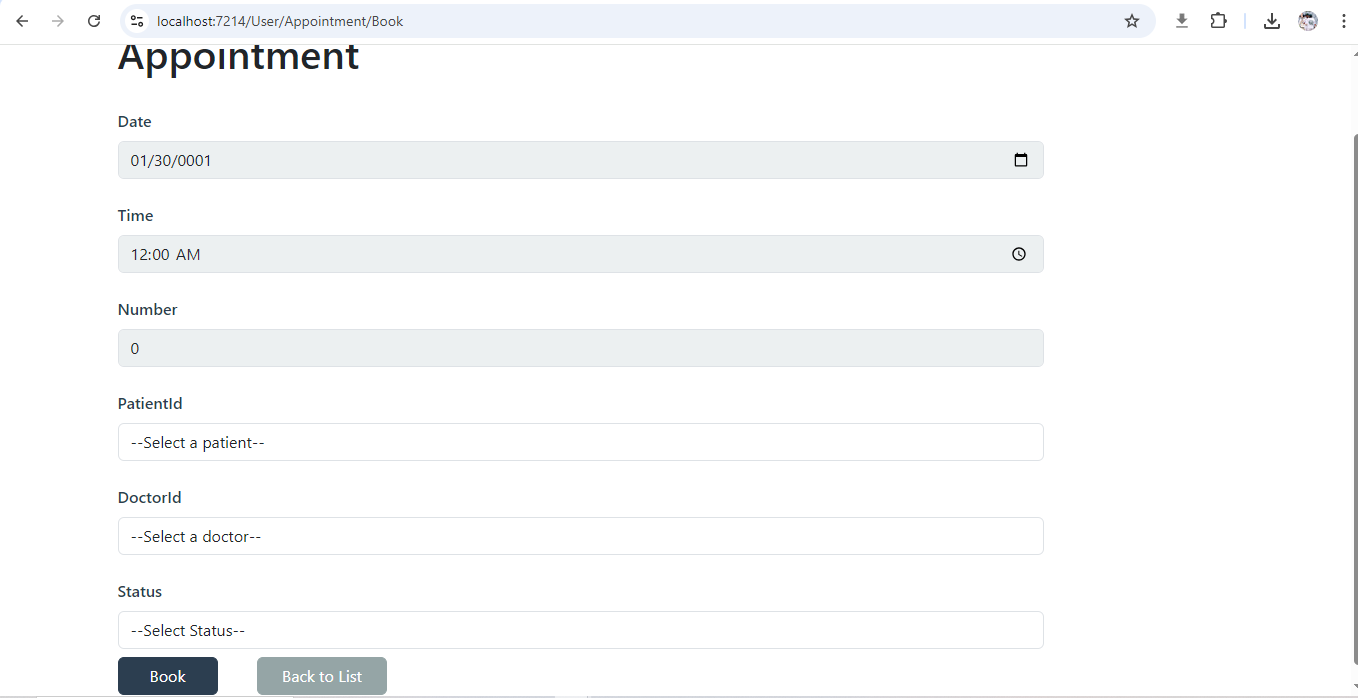 localhost:7214/User/Appointment/Book
Appointment
Date
01/30/0001
Time
12:00 AM
Number
0
PatientId
--Select a patient--
DoctorId
--Select a doctor--
Status
--Select Status--
Book Back to List